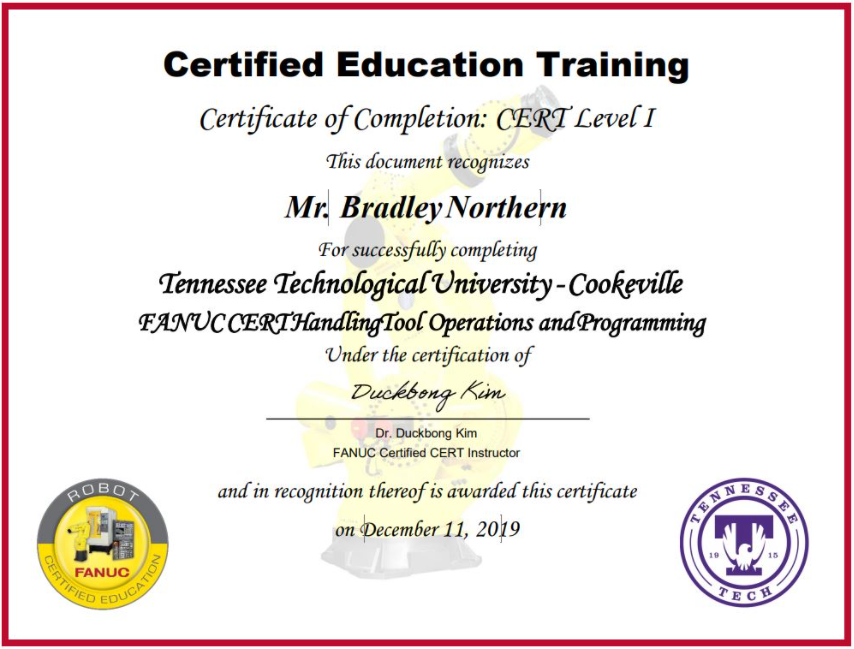 Certified Education Training
Certificate of Completion: CERT Level I
This document recognizes
Mr. Bradley Northern
For successfully completing
Tennessee Technological University - Cookeville
FANUC CERT HandlingTool Operations and Programming
Under the certification of
Duckbong Kim
Dr. Duckbong Kim
FANUC Certified CERT Instructor
and in recognition thereof is awarded this certificate
on December 11, 2019
ROBOT
FANUC
CERTIFIED EDUCATION
TENNESSEE
T
19 15
TECH